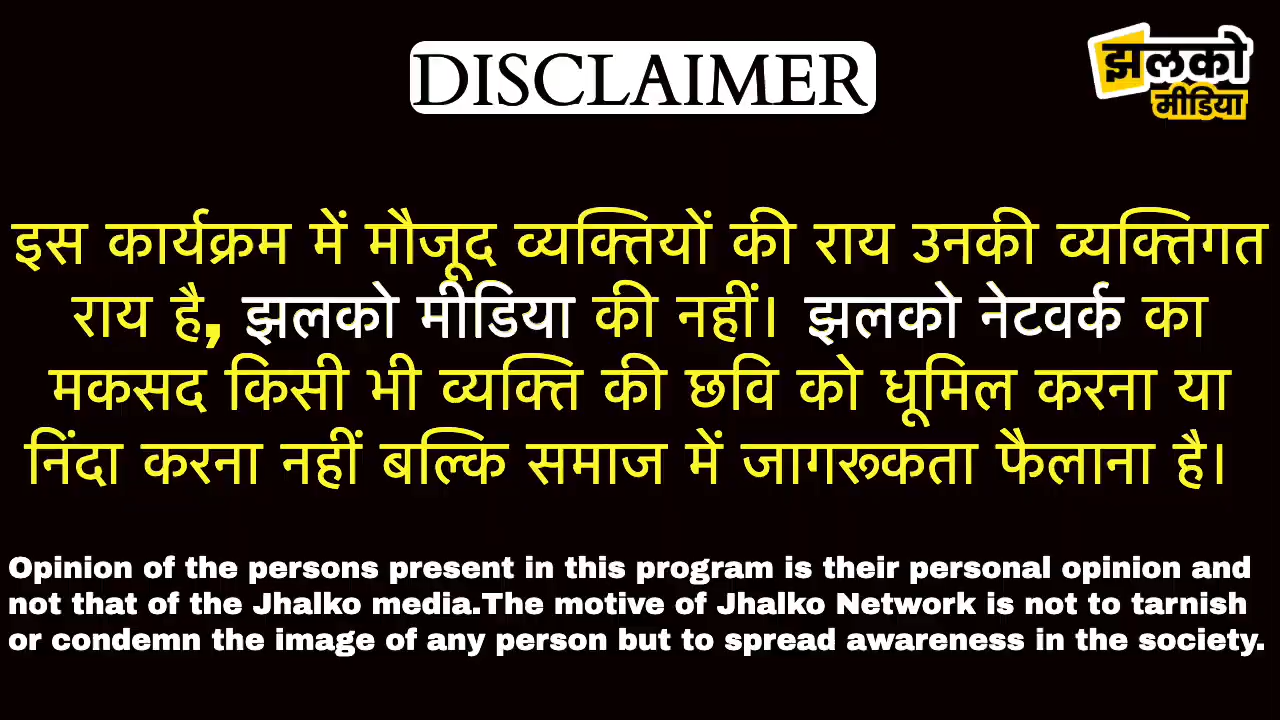 DISCLAIMER
झलको
मीडिया
इस कार्यक्रम में मौजूद व्यक्तियों की राय उनकी व्यक्तिगत
राय है, झलको मीडिया की नहीं। झलको नेटवर्क का
मकसद किसी भी व्यक्ति की छवि को धूमिल करना या
निंदा करना नहीं बल्कि समाज में जागरूकता फैलाना है।
Opinion of the persons present in this program is their personal opinion and
not that of the Jhalko media.The motive of Jhalko Network is not to tarnish
or condemn the image of any person but to spread awareness in the society.